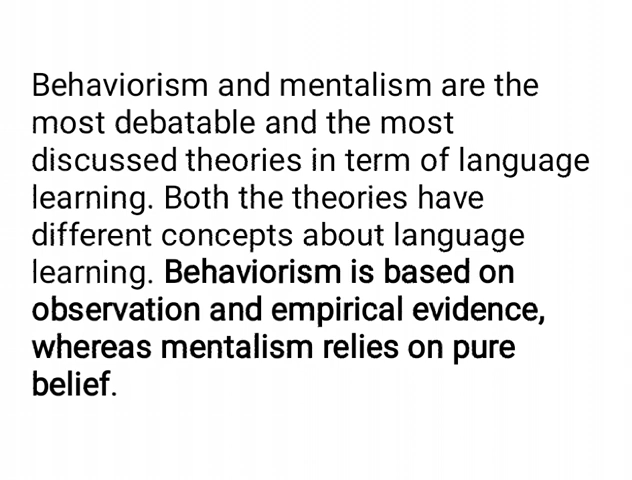 Behaviorism and mentalism are the
most debatable and the most
discussed theories in term of language
learning. Both the theories have
different concepts about language
learning. Behaviorism is based on
observation and empirical evidence,
whereas mentalism relies on pure
belief.